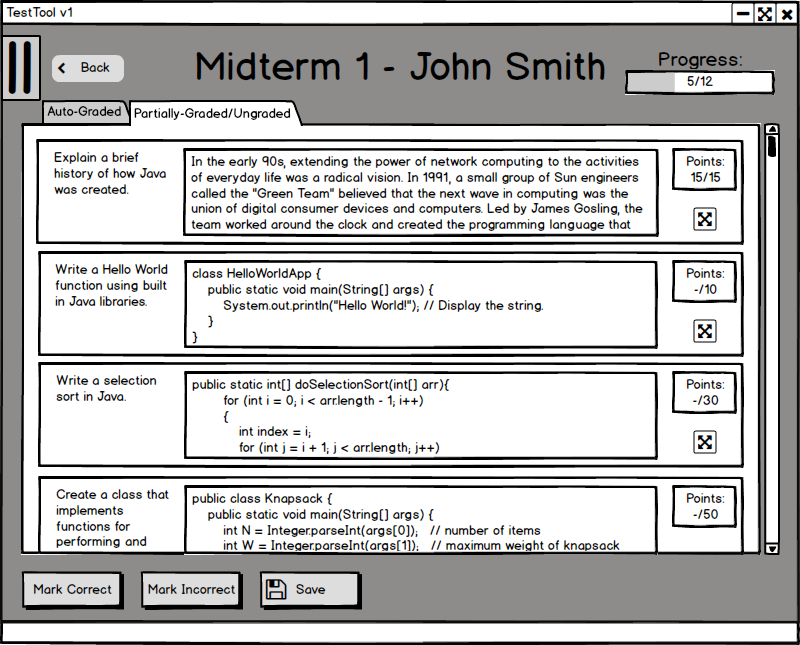 TestTool v1
Back
Midterm 1 - John Smith
Progress:
5/12
Auto-Graded
Partially-Graded/Ungraded
Explain a brief
history of how Java
was created.
In the early 90s, extending the power of network computing to the activities
of everyday life was a radical vision. In 1991, a small group of Sun engineers
called the "Green Team" believed that the next wave in computing was the
union of digital consumer devices and computers. Led by James Gosling, the
team worked around the clock and created the programming language that
Points:
15/15
Write a Hello World
function using built
in Java libraries.
class HelloWorldApp {
public static void main(String[] args) {
System.out.println("Hello World!"); // Display the string.
}
}
Points:
-/10
Write a selection
sort in Java.
public static int[] doSelectionSort(int[] arr){
for (int i = 0; i < arr.length - 1; i++)
{
int index = i;
for (int j = i + 1; j < arr.length; j++)
Points:
-/30
Create a class that
implements
functions for
performing and
public class Knapsack {
public static void main(String[] args) {
int N = Integer.parseInt(args[0]); // number of items
int W = Integer.parseInt(args[1]); // maximum weight of knapsack
Points:
-/50
Mark Correct
Mark Incorrect
Save